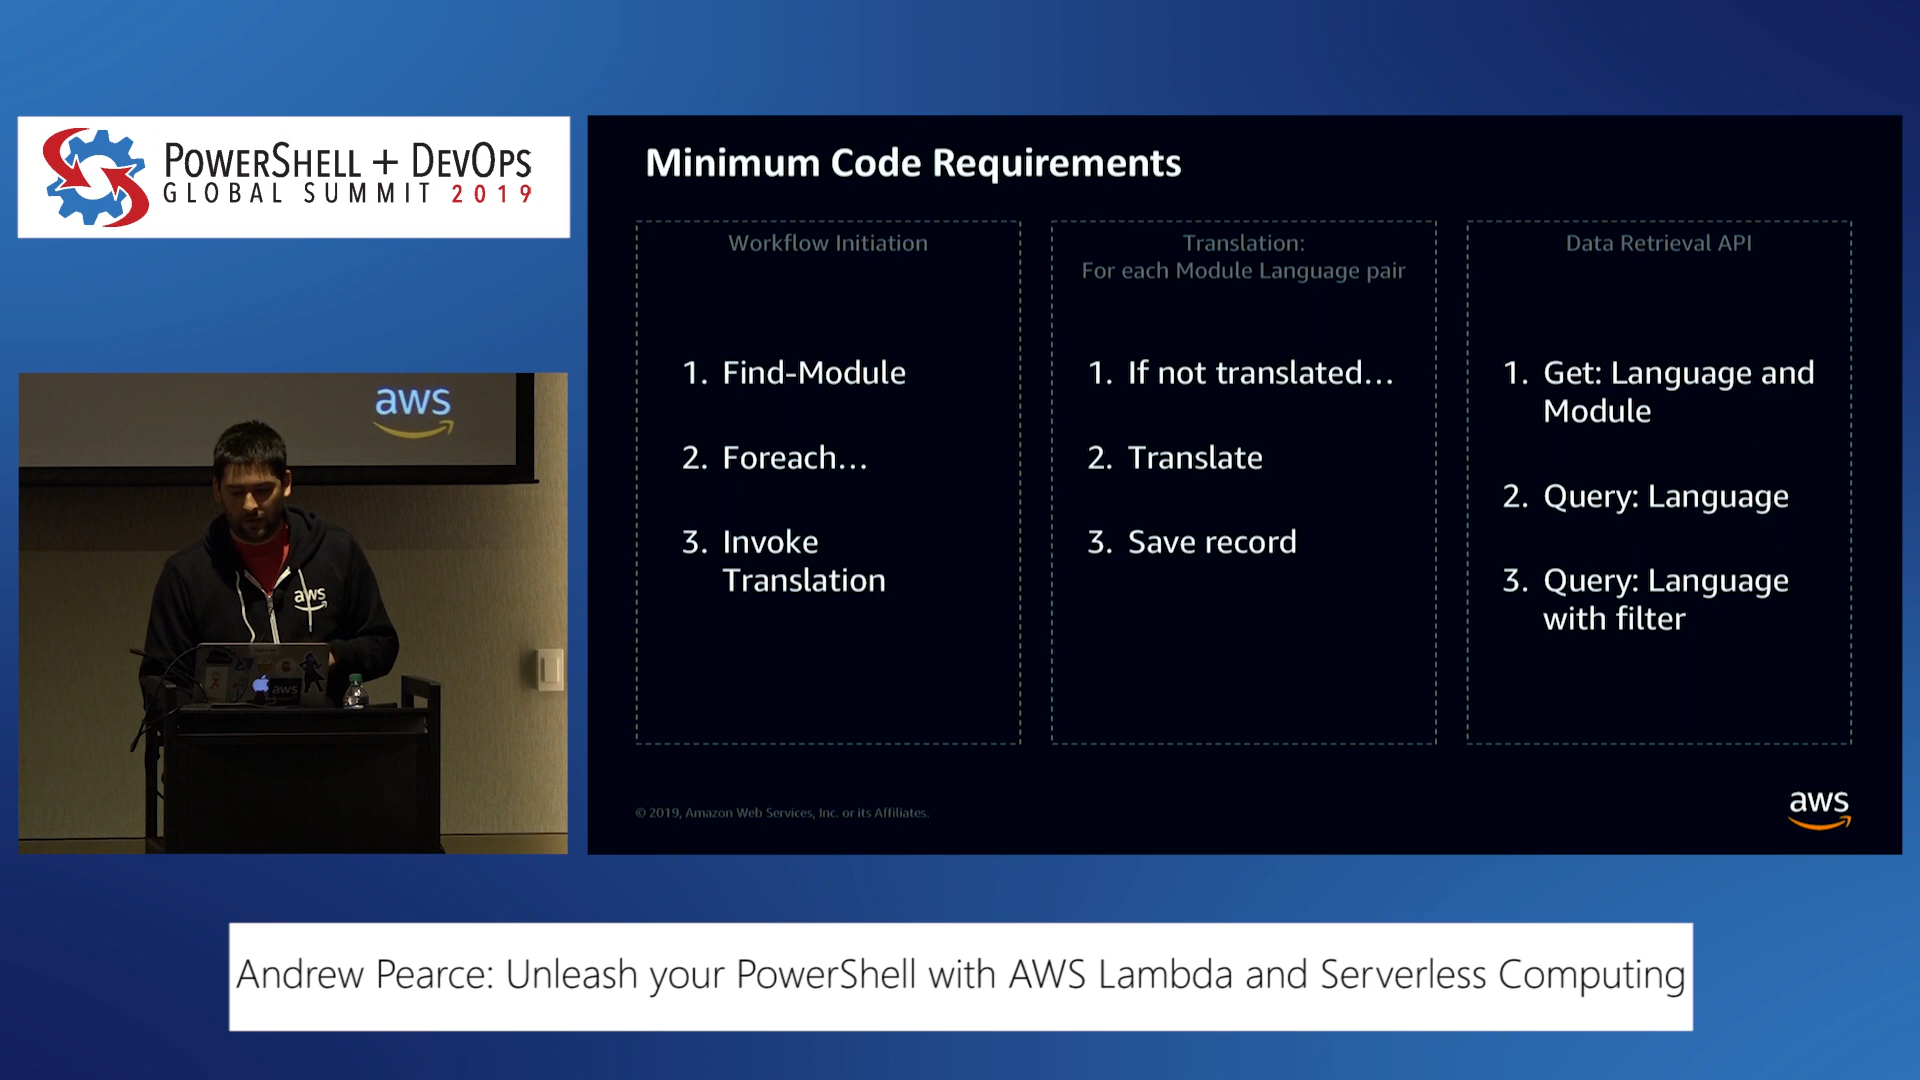 POWERSHELL + DEVOPS
GLOBAL SUMMIT 2019
Minimum Code Requirements
Workflow Initiation
1. Find-Module
2. Foreach...
3. Invoke
Translation
Translation:
For each Module Language pair
1. If not translated...
2. Translate
3. Save record
Data Retrieval API
1. Get: Language and
Module
2. Query: Language
3. Query: Language
with filter
© 2019, Amazon Web Services, Inc. or its Affiliates.
aws
aws
aws
aws
Andrew Pearce: Unleash your PowerShell with AWS Lambda and Serverless Computing